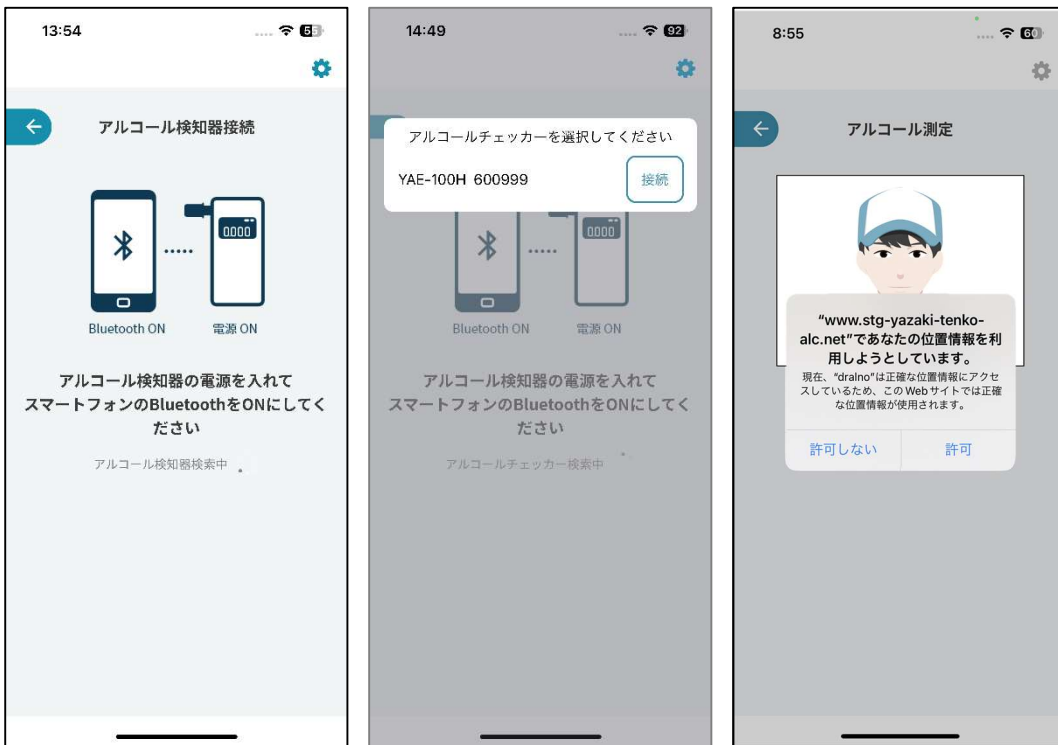 13:54
55
アルコール検知器接続
0000
Bluetooth ON
電源 ON
アルコール検知器の電源を入れて
スマートフォンのBluetoothをONにしてく
ださい
アルコール検知器検索中
14:49
92
アルコールチェッカーを選択してください
YAE-100H 600999
接続
0000
Bluetooth ON
電源 ON
アルコール検知器の電源を入れて
スマートフォンのBluetoothをONにしてく
ださい
アルコールチェッカー検索中
8:55
60
アルコール測定
“www.stg-yazaki-tenko-
alc.net”であなたの位置情報を利
用しようとしています。
現在、“dralno”は正確な位置情報にアクセ
スしているため、このWebサイトでは正確
な位置情報が使用されます。
許可しない
許可